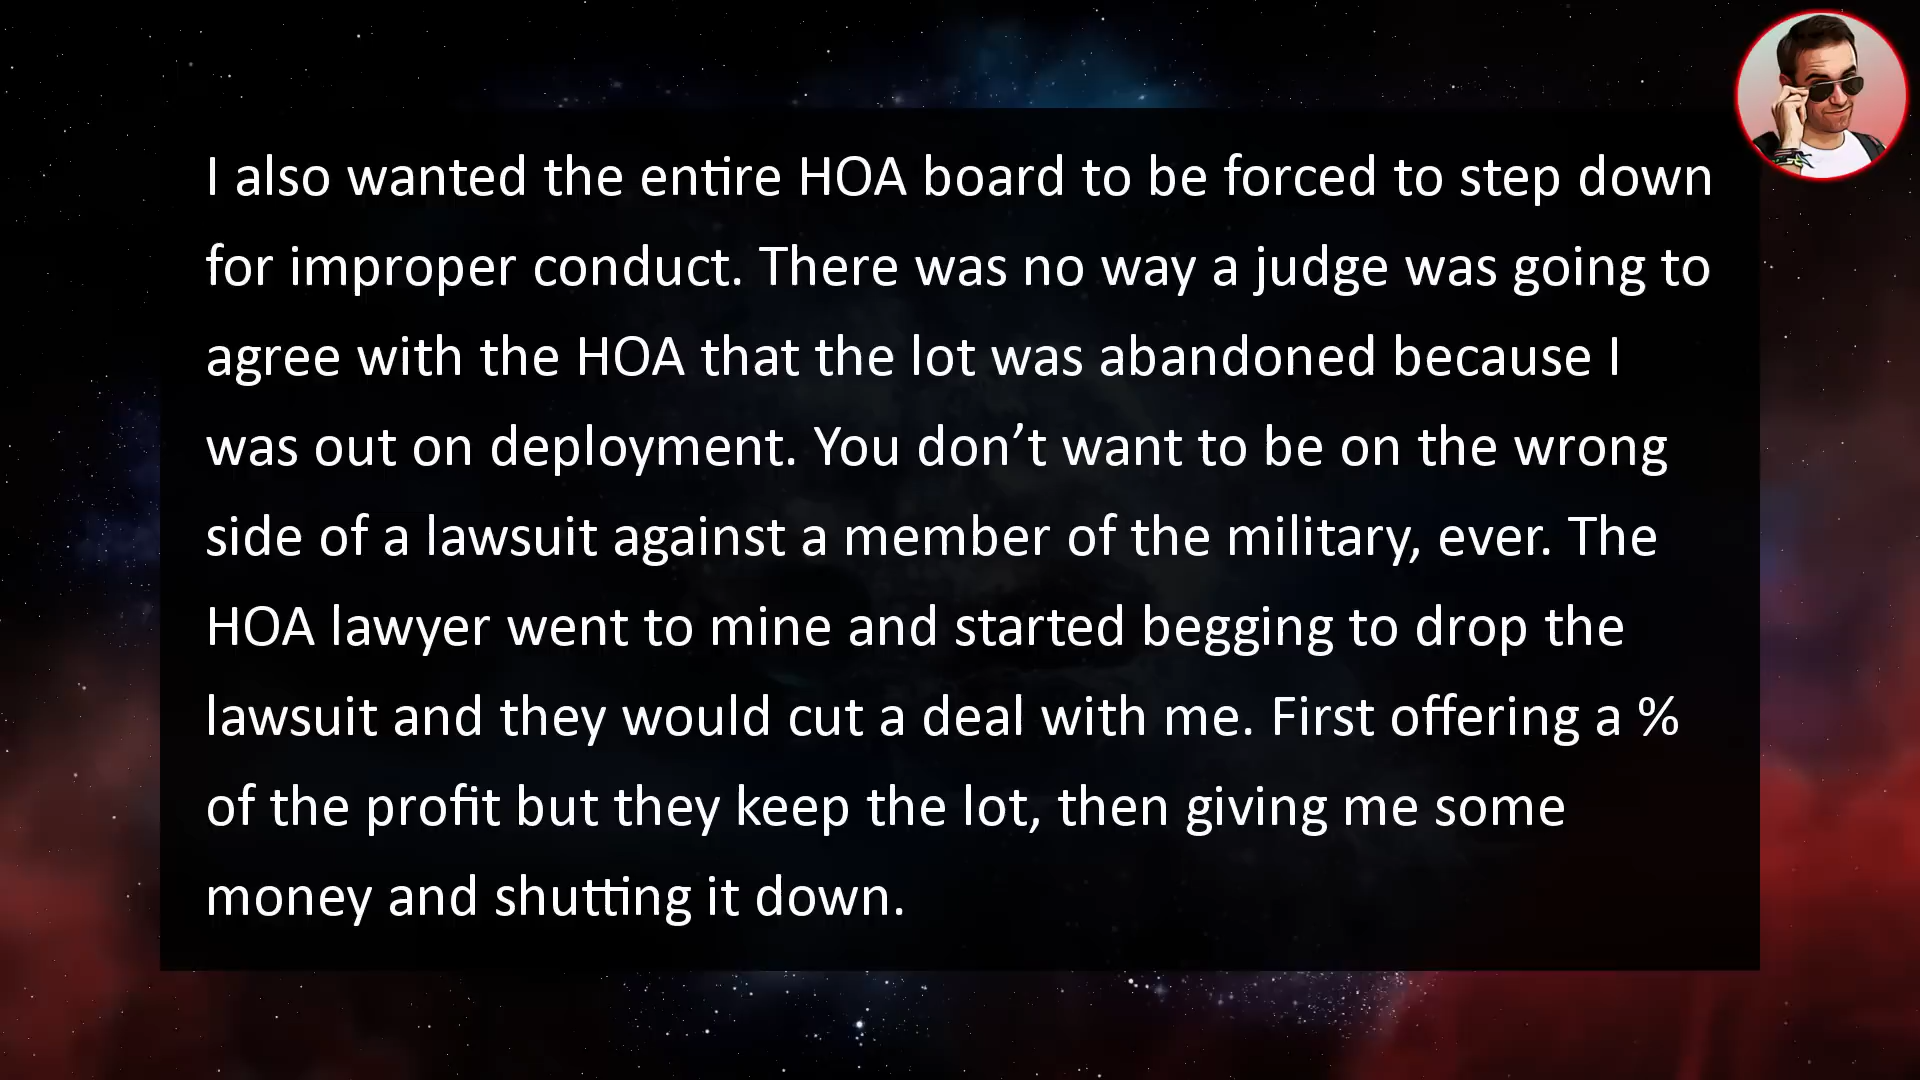 I also wanted the entire HOA board to be forced to step down
for improper conduct. There was no way a judge was going to
agree with the HOA that the lot was abandoned because I
was out on deployment. You don’t want to be on the wrong
side of a lawsuit against a member of the military, ever. The
HOA lawyer went to mine and started begging to drop the
lawsuit and they would cut a deal with me. First offering a %
of the profit but they keep the lot, then giving me some
money and shutting it down.